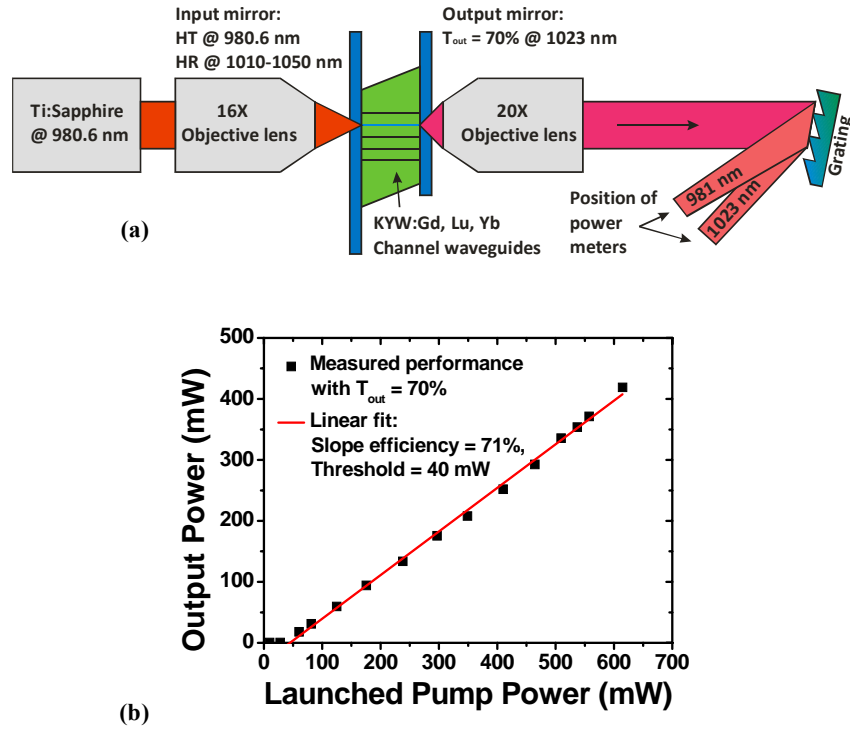 Input mirror:
HT @ 980.6 nm
HR @ 1010-1050 nm
Output mirror:
Tout = 70% @ 1023 nm
Ti:Sapphire
@ 980.6 nm
16X
Objective lens
20X
Objective lens
Grating
981 nm
1023 nm
Position of
power
meters
KYW:Gd, Lu, Yb
Channel waveguides
(a)
500
400
300
200
100
0
Output Power (mW)
Measured performance
with Tout = 70%
Linear fit:
Slope efficiency = 71%,
Threshold = 40 mW
0 100 200 300 400 500 600 700
Launched Pump Power (mW)
(b)